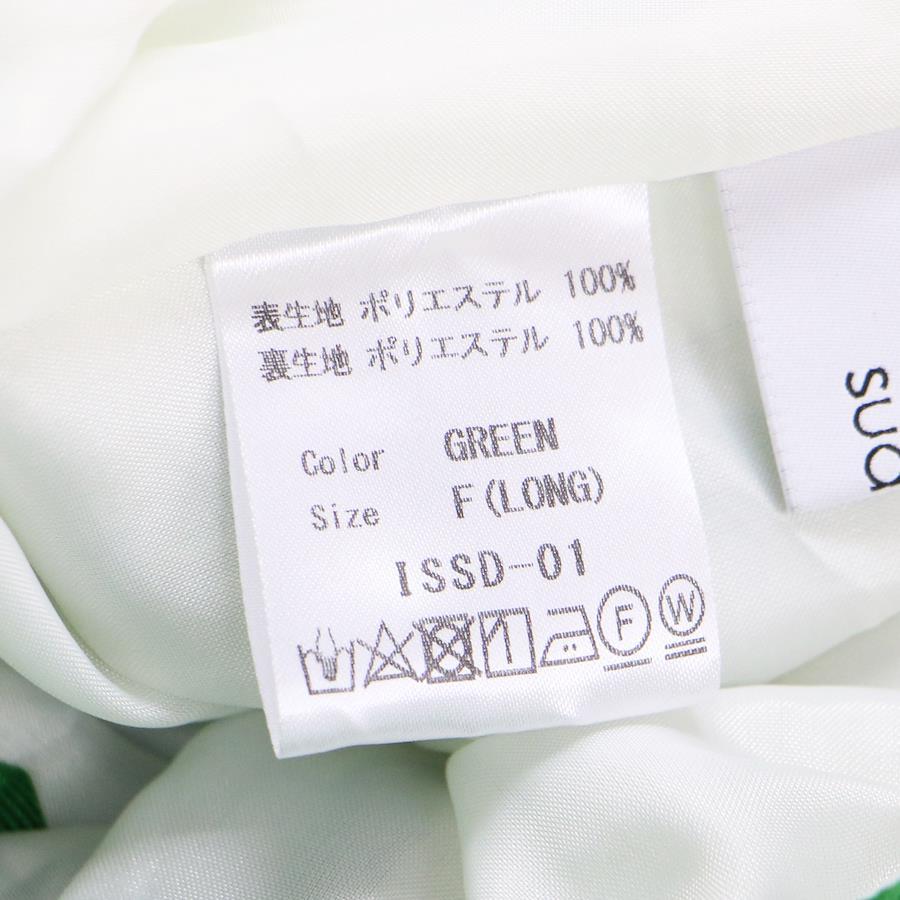 表生地 ポリエステル 100%
裏生地 ポリエステル 100%
Color GREEN
Size F(LONG)
ISSD-01
F W